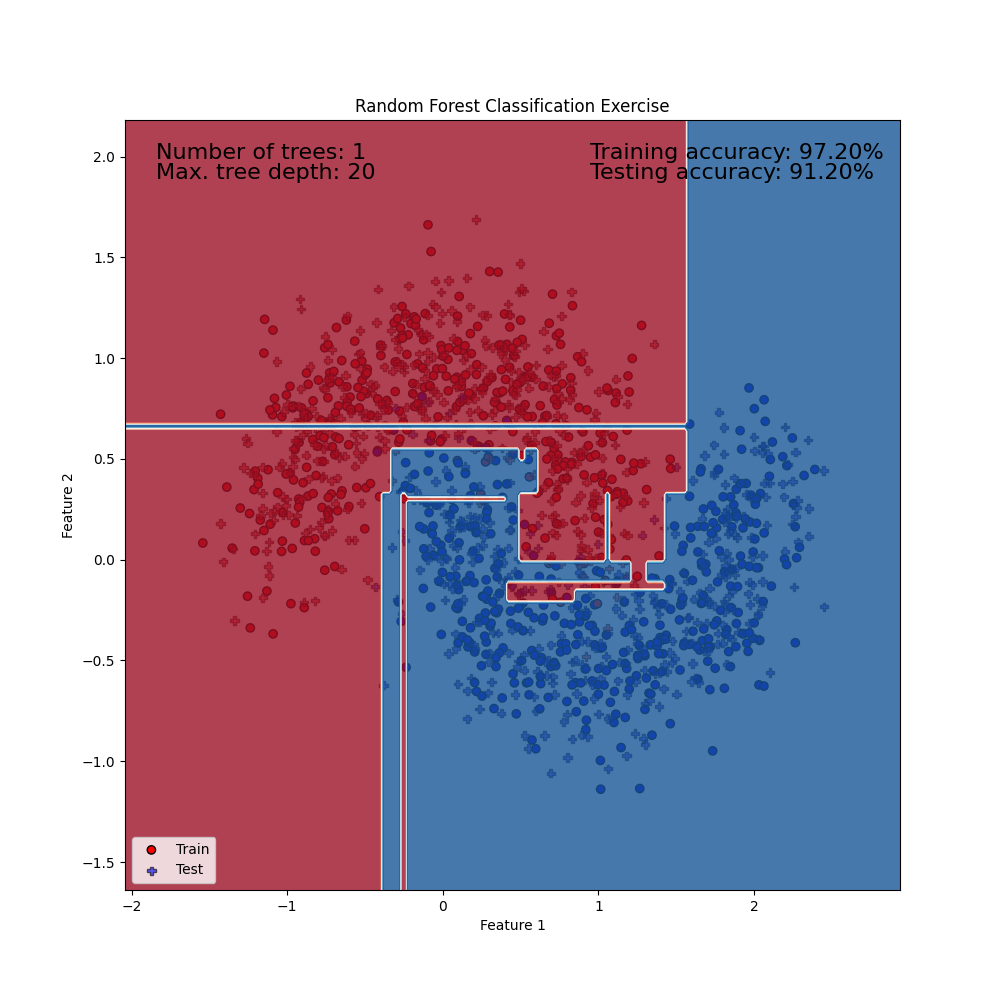 Random Forest Classification Exercise
Number of trees: 1
Max. tree depth: 20
Training accuracy: 97.20%
Testing accuracy: 91.20%
2.0
1.5
1.0
0.5
0.0
−0.5
−1.0
−1.5
Feature 2
Train
Test
−2
−1
0
1
2
Feature 1